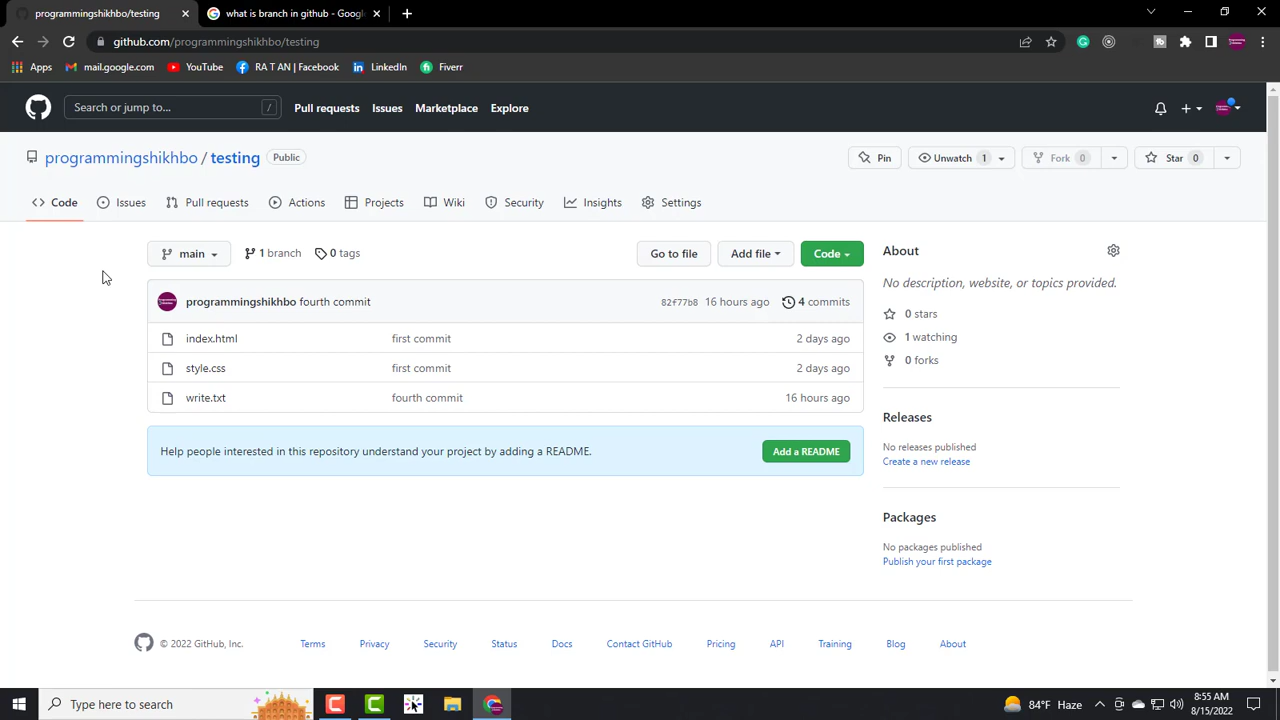 programmingshikhbo/testing
what is branch in github - Goog
github.com/programmingshikhbo/testing
Apps
mail.google.com
YouTube
RA T AN | Facebook
LinkedIn
Fiverr
Search or jump to... /
Pull requests
Issues
Marketplace
Explore
programmingshikhbo / testing Public
Pin
Unwatch 1
Fork 0
Star 0
Code
Issues
Pull requests
Actions
Projects
Wiki
Security
Insights
Settings
main
1 branch
0 tags
Go to file
Add file
Code
programmingshikhbo fourth commit 82f77b8 16 hours ago 4 commits
index.html first commit 2 days ago
style.css first commit 2 days ago
write.txt fourth commit 16 hours ago
Help people interested in this repository understand your project by adding a README. Add a README
About
No description, website, or topics provided.
0 stars
1 watching
0 forks
Releases
No releases published
Create a new release
Packages
No packages published
Publish your first package
© 2022 GitHub, Inc.
Terms
Privacy
Security
Status
Docs
Contact GitHub
Pricing
API
Training
Blog
About
Type here to search
84°F Haze
8:55 AM
8/15/2022